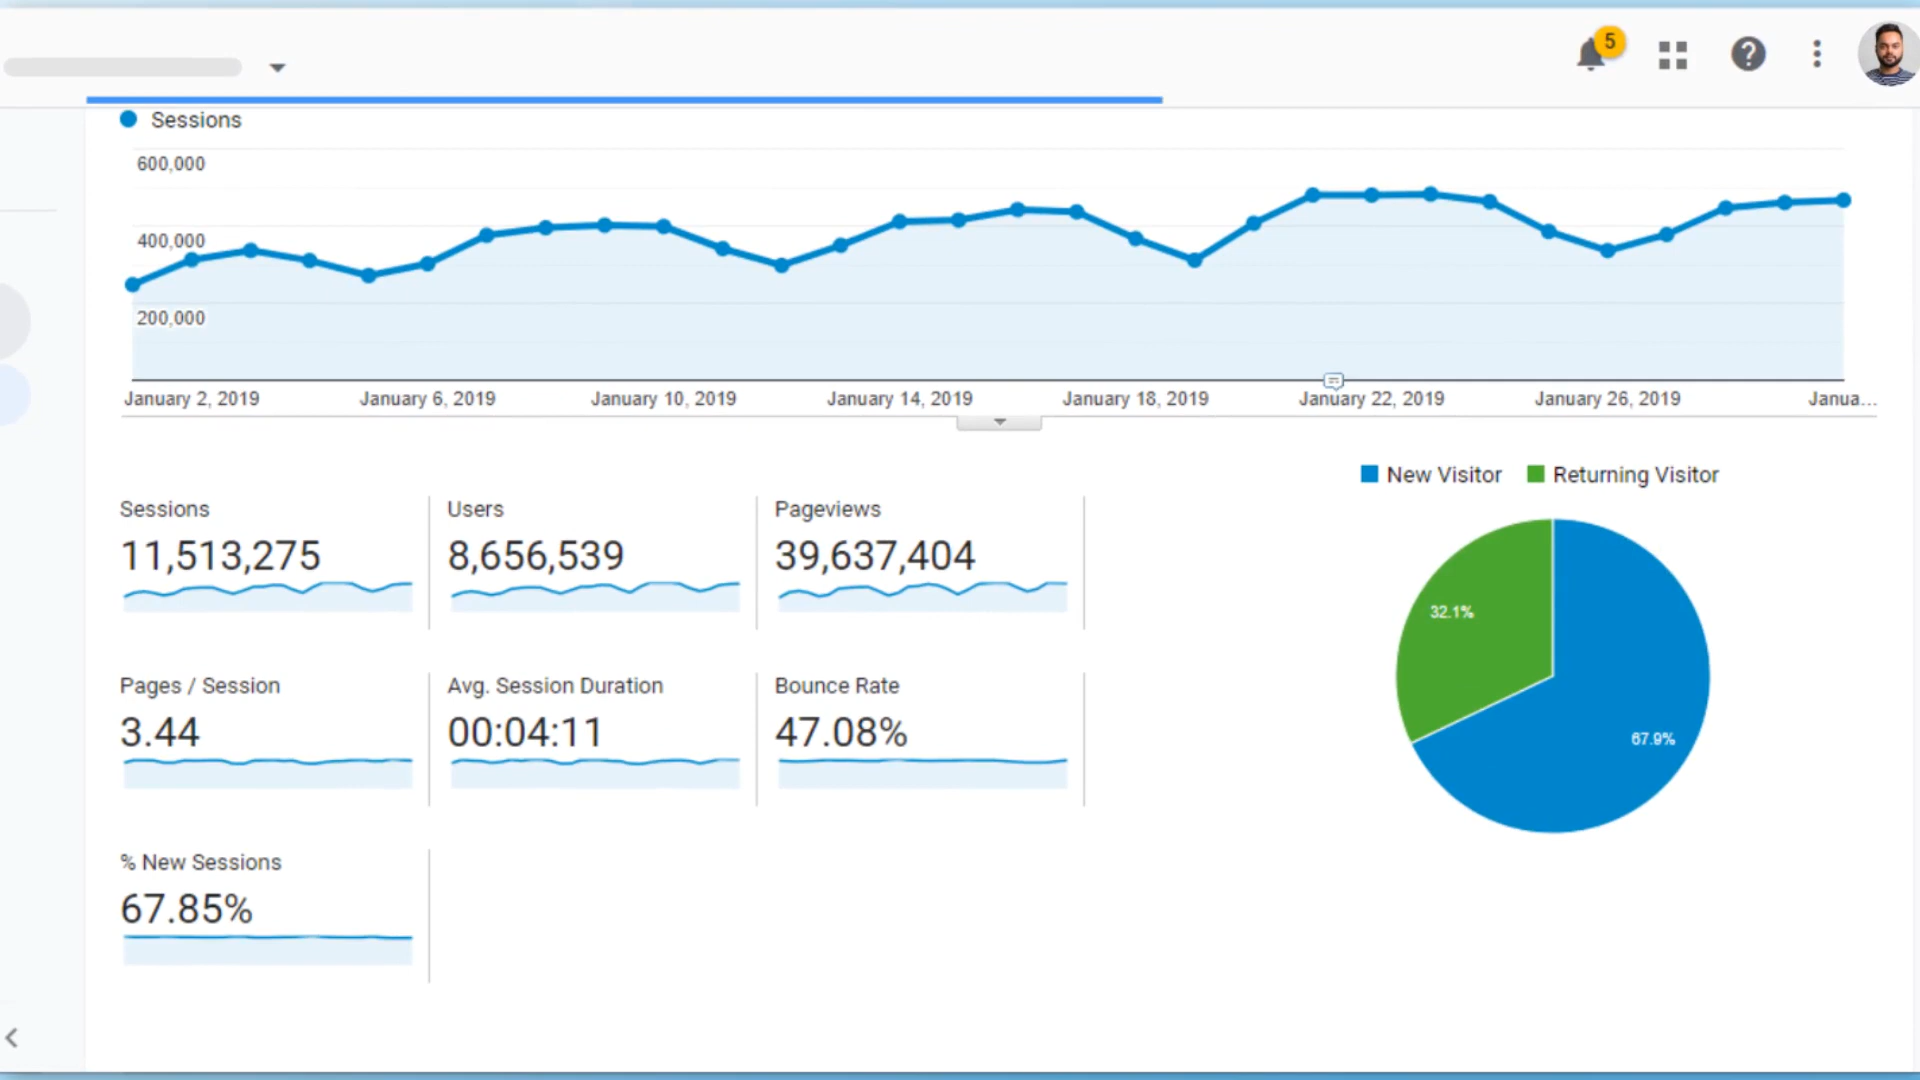 5
Sessions
600,000
400,000
200,000
January 2, 2019 January 6, 2019 January 10, 2019 January 14, 2019 January 18, 2019 January 22, 2019 January 26, 2019 Janua...
New Visitor Returning Visitor
Sessions Users Pageviews
11,513,275 8,656,539 39,637,404
32.1%
67.9%
Pages / Session Avg. Session Duration Bounce Rate
3.44 00:04:11 47.08%
% New Sessions
67.85%